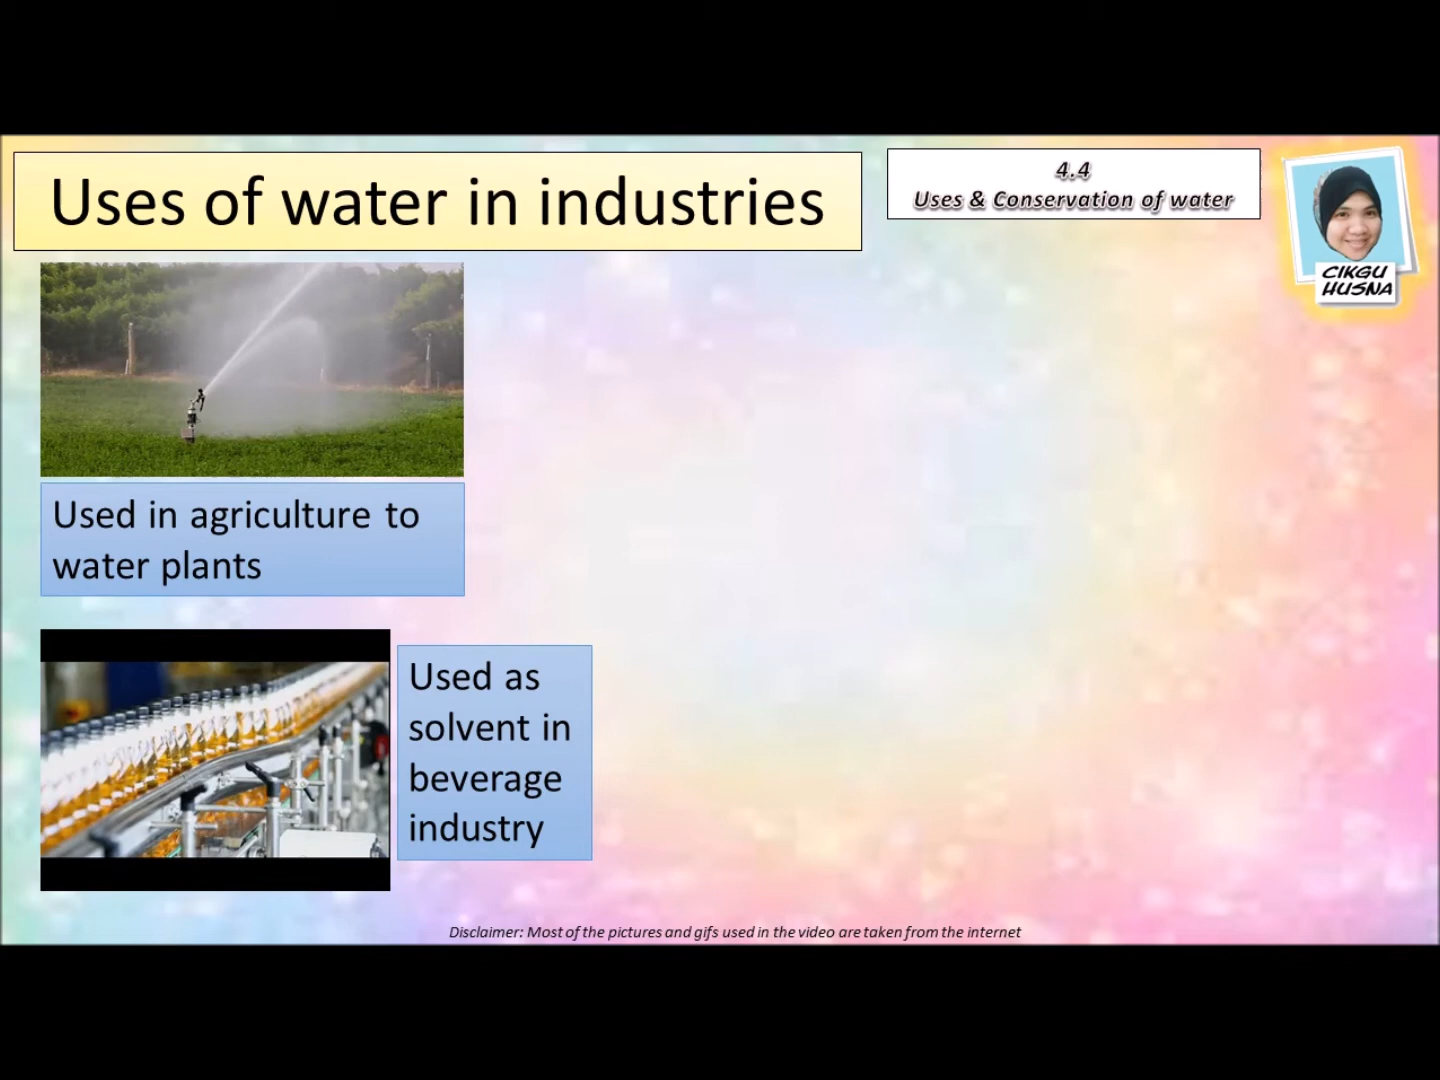 Uses of water in industries
4.4
Uses & Conservation of water
CIKGU
HUSNA
Used in agriculture to
water plants
Used as
solvent in
beverage
industry
Disclaimer: Most of the pictures and gifs used in the video are taken from the internet